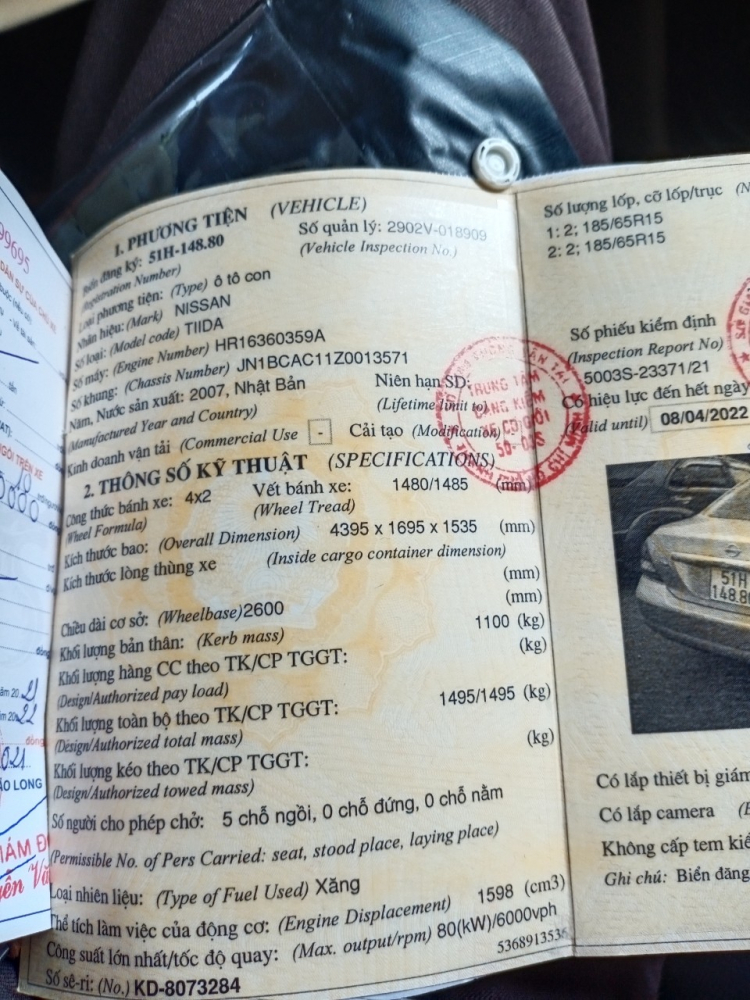 1. PHƯƠNG TIỆN (VEHICLE)
Biển đăng ký: 51H-148.80 Số quản lý: 2902V-018909
(Registration Number) (Vehicle Inspection No.)
Loại phương tiện: (Type) ô tô con
Nhãn hiệu: (Mark) NISSAN
Số loại: (Model code) TIIDA
Số máy: (Engine Number) HR16360359A
Số khung: (Chassis Number) JN1BCAC11Z0013571
Năm, Nước sản xuất: 2007, Nhật Bản Niên hạn SD:
(Manufactured Year and Country) (Lifetime limit to)
Kinh doanh vận tải (Commercial Use - Cải tạo (Modification)
2. THÔNG SỐ KỸ THUẬT (SPECIFICATIONS)
Công thức bánh xe: 4x2 Vết bánh xe: 1480/1485 (mm)
(Wheel Formula) (Wheel Tread)
Kích thước bao: (Overall Dimension) 4395 x 1695 x 1535 (mm)
Kích thước lòng thùng xe (Inside cargo container dimension)
(mm)
Chiều dài cơ sở: (Wheelbase)2600 (mm)
Khối lượng bản thân: (Kerb mass) 1100 (kg)
Khối lượng hàng CC theo TK/CP TGGT: (kg)
(Design/Authorized pay load)
Khối lượng toàn bộ theo TK/CP TGGT: 1495/1495 (kg)
(Design/Authorized total mass)
Khối lượng kéo theo TK/CP TGGT: (kg)
(Design/Authorized towed mass)
Số người cho phép chở: 5 chỗ ngồi, 0 chỗ đứng, 0 chỗ nằm
(Permissible No. of Pers Carried: seat, stood place, laying place)
Loại nhiên liệu: (Type of Fuel Used) Xăng
Thể tích làm việc của động cơ: (Engine Displacement) 1598 (cm3)
Công suất lớn nhất/tốc độ quay: (Max. output/rpm) 80(kW)/6000vph
Số sê-ri: (No.) KD-8073284
Số lượng lốp, cỡ lốp/trục
1: 2; 185/65R15
2: 2; 185/65R15
Số phiếu kiểm định
(Inspection Report No)
5003S-23371/21
Có hiệu lực đến hết ngày
(Valid until) 08/04/2022
TRUNG TÂM
ĐĂNG KIỂM
XE CƠ GIỚI
50-03S
51H
148.80
Có lắp thiết bị giám
Có lắp camera
Không cấp tem kiể
Ghi chú: Biển đăng
99695